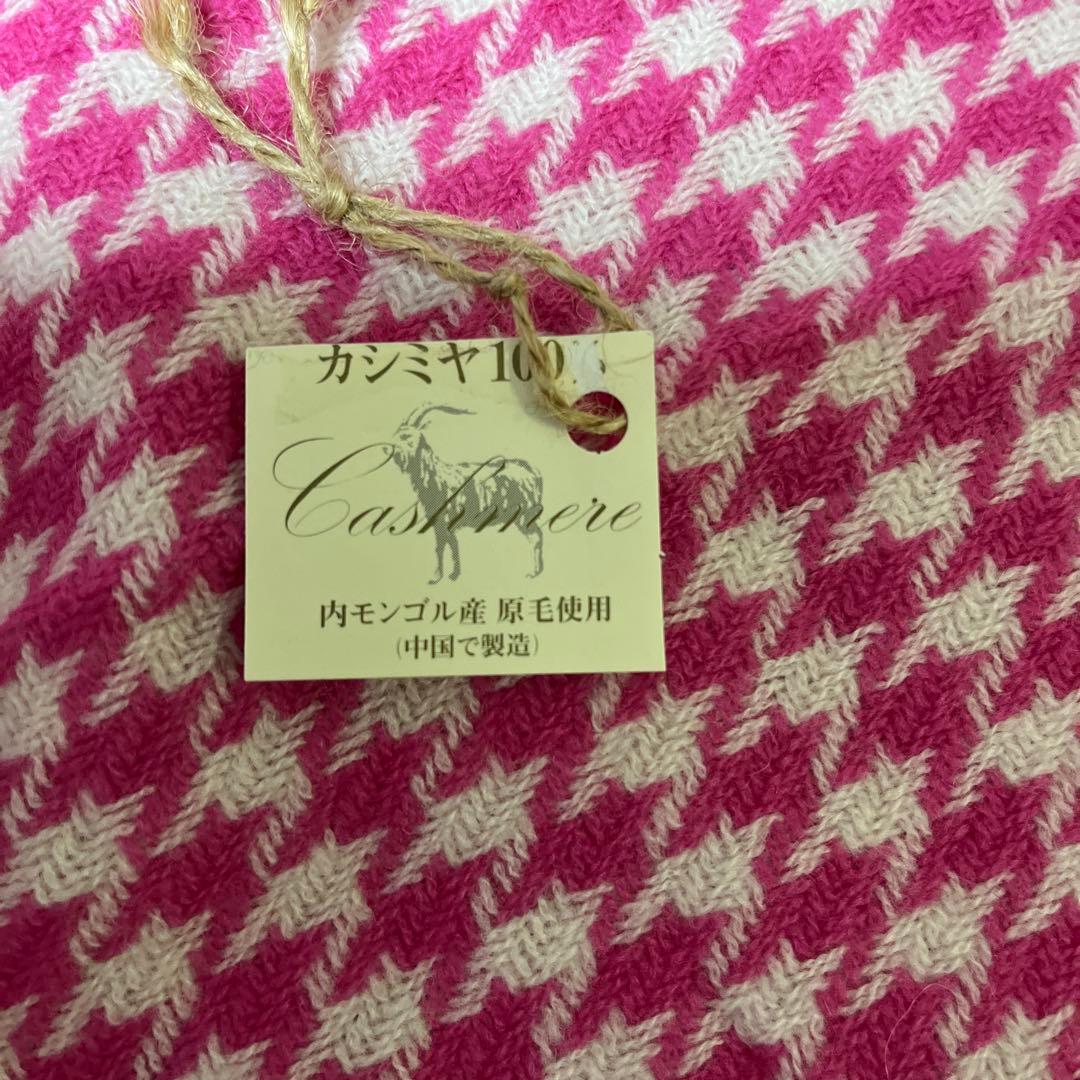 カシミヤ100%
Cashmere
内モンゴル産 原毛使用
(中国で製造)